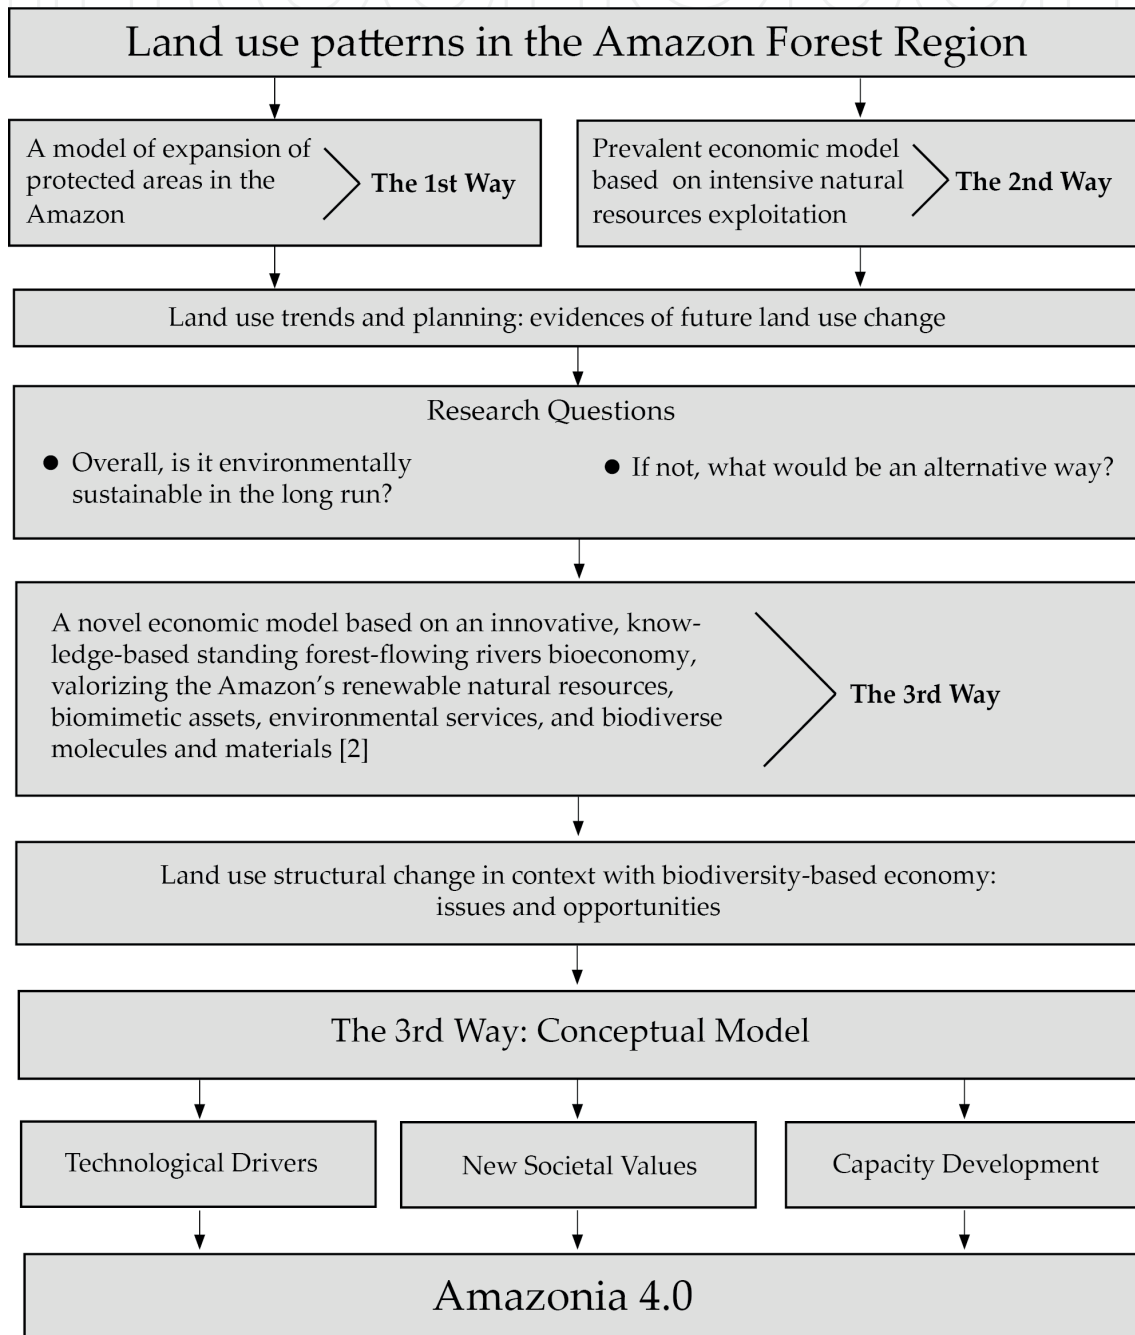 Land use patterns in the Amazon Forest Region
A model of expansion of
protected areas in the
Amazon
The 1st Way
Prevalent economic model
based on intensive natural
resources exploitation
The 2nd Way
Land use trends and planning: evidences of future land use change
Research Questions
● Overall, is it environmentally
sustainable in the long run?
● If not, what would be an alternative way?
A novel economic model based on an innovative, know-
ledge-based standing forest-flowing rivers bioeconomy,
valorizing the Amazon's renewable natural resources,
biomimetic assets, environmental services, and biodiverse
molecules and materials [2]
The 3rd Way
Land use structural change in context with biodiversity-based economy:
issues and opportunities
The 3rd Way: Conceptual Model
Technological Drivers
New Societal Values
Capacity Development
Amazonia 4.0